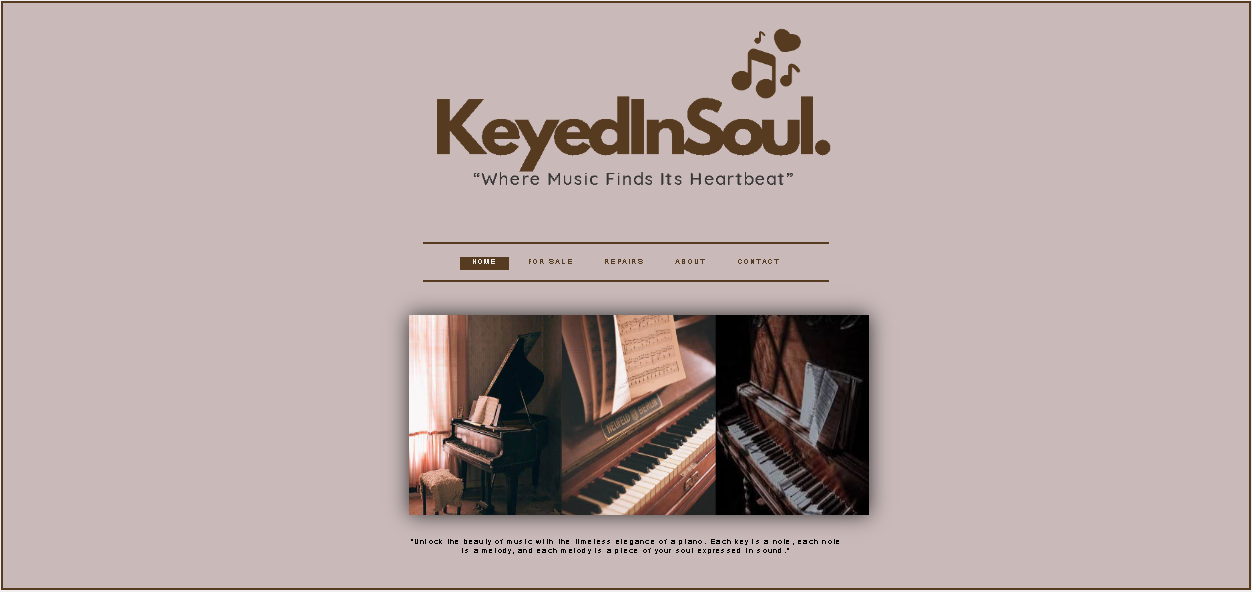 KeyedInSoul.
“Where Music Finds Its Heartbeat”
HOME FOR SALE REPAIRS ABOUT CONTACT
NEUFELD BERLIN
"Unlock the beauty of music with the timeless elegance of a piano. Each key is a note, each note
is a melody, and each melody is a piece of your soul expressed in sound."